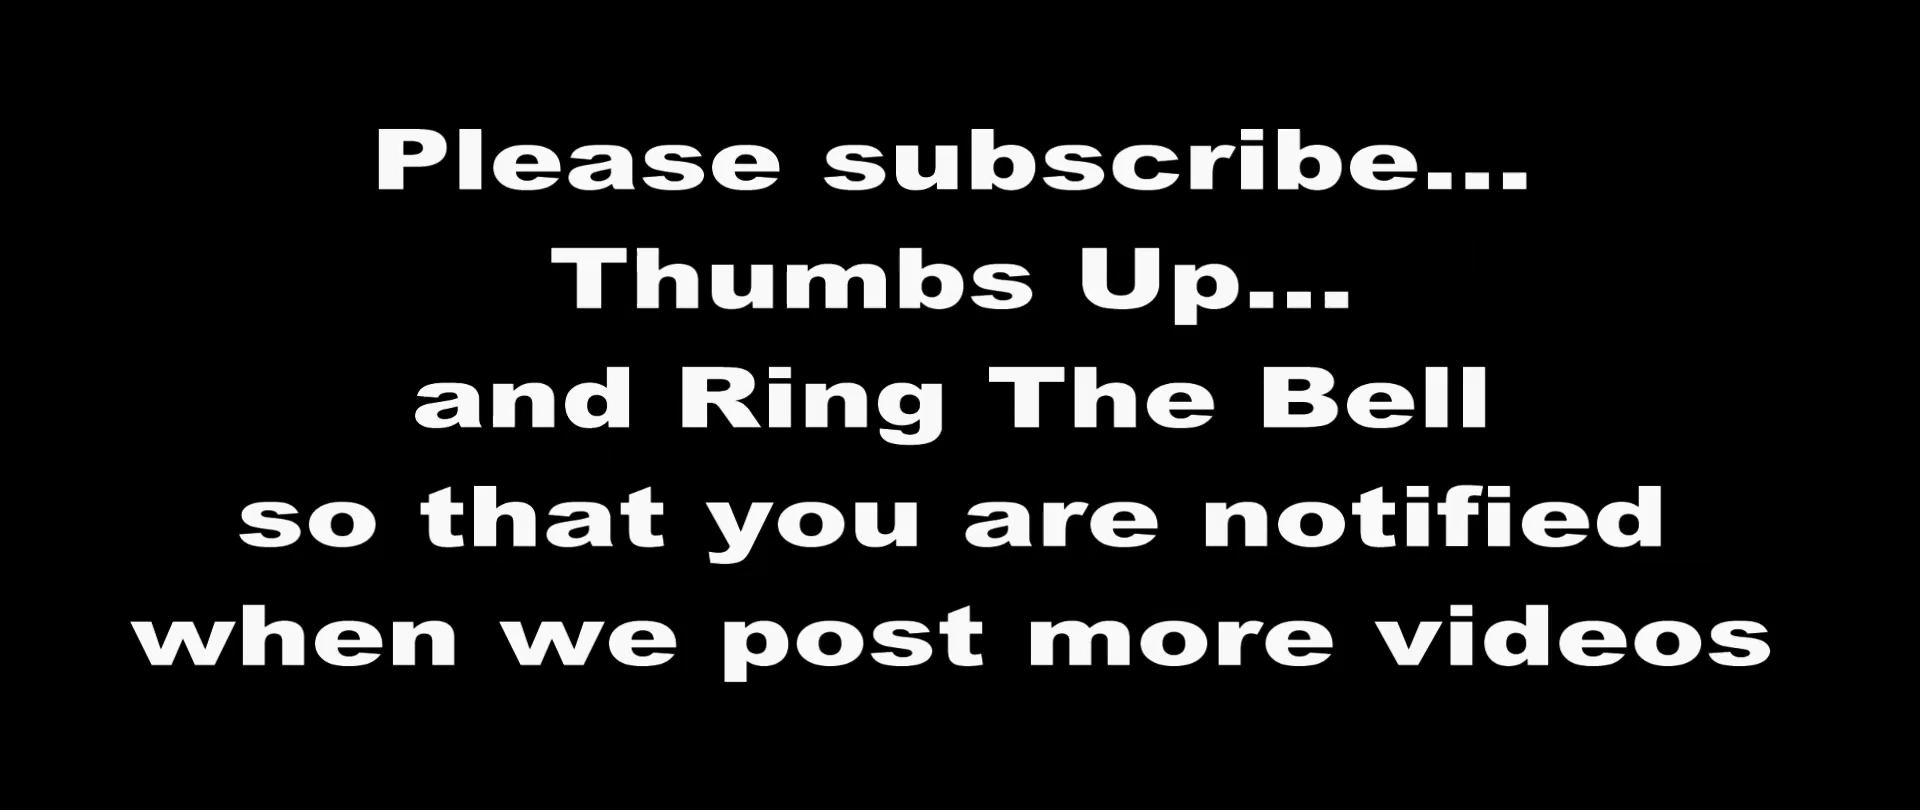 Please subscribe...
Thumbs Up...
and Ring The Bell
so that you are notified
when we post more videos